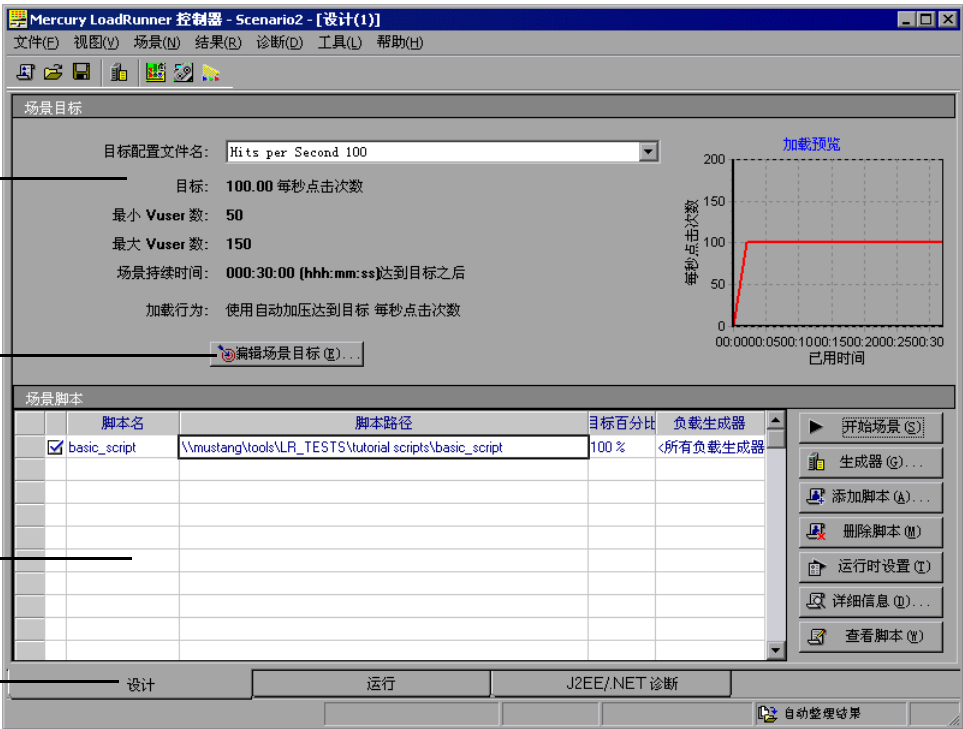 Mercury LoadRunner 控制器 - Scenario2 - [设计(1)]
文件(F) 视图(V) 场景(N) 结果(R) 诊断(D) 工具(L) 帮助(H)
场景目标
目标配置文件名: Hits per Second 100
目标: 100.00 每秒点击次数
最小 Vuser 数: 50
最大 Vuser 数: 150
场景持续时间: 000:30:00 (hhh:mm:ss)达到目标之后
加载行为: 使用自动加压达到目标 每秒点击次数
编辑场景目标(E)...
加载预览
每秒点击次数
200
150
100
50
0
00:0000:0500:1000:1500:2000:2500:30
已用时间
场景脚本
脚本名 脚本路径 目标百分比 负载生成器
basic_script \\mustang\tools\LR_TESTS\tutorial scripts\basic_script 100 % <所有负载生成器
开始场景(S)
生成器(G)...
添加脚本(A)...
删除脚本(M)
运行时设置(T)
详细信息(D)...
查看脚本(W)
设计 运行 J2EE/.NET 诊断
自动整理结果